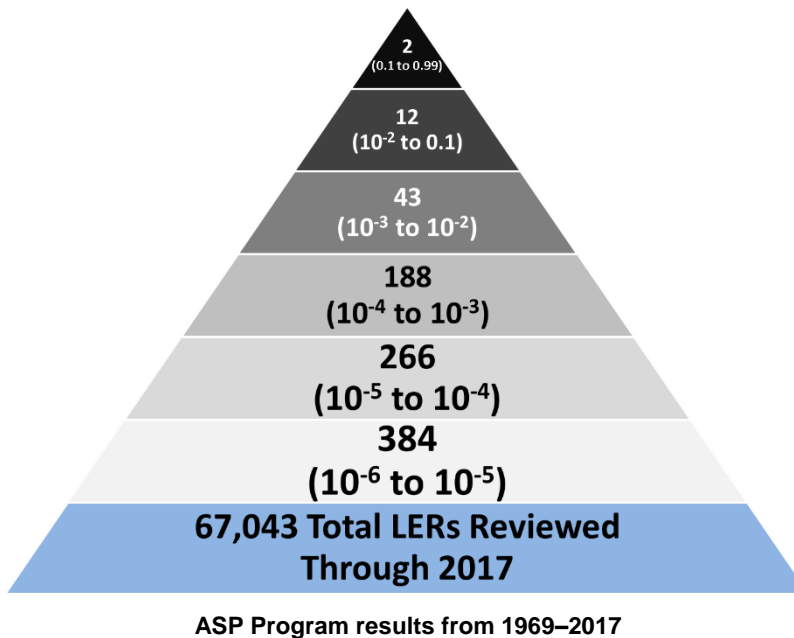 2
(0.1 to 0.99)
12
(10⁻² to 0.1)
43
(10⁻³ to 10⁻²)
188
(10⁻⁴ to 10⁻³)
266
(10⁻⁵ to 10⁻⁴)
384
(10⁻⁶ to 10⁻⁵)
67,043 Total LERs Reviewed
Through 2017
ASP Program results from 1969–2017